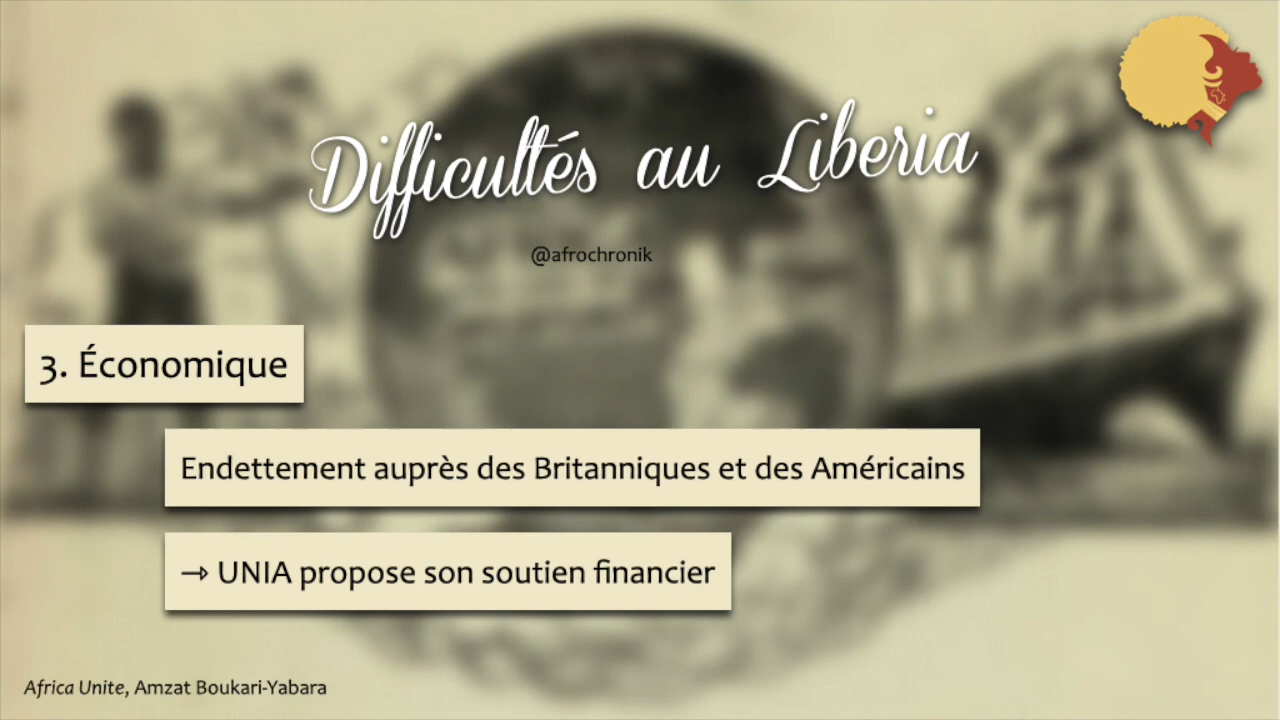 Difficultés au Liberia
@afrochronik
3. Économique
Endettement auprès des Britanniques et des Américains
→ UNIA propose son soutien financier
Africa Unite, Amzat Boukari-Yabara